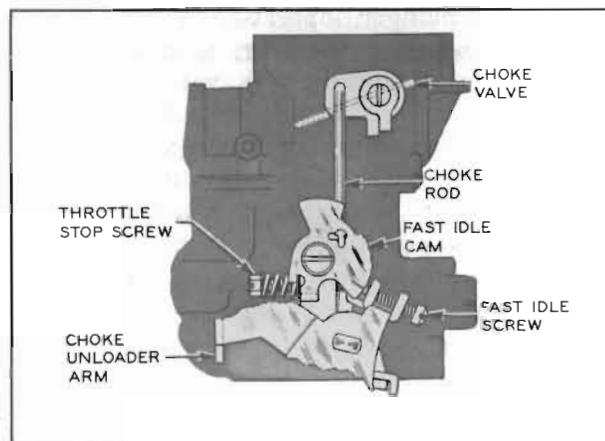 CHOKE
VALVE
CHOKE
ROD
THROTTLE
STOP SCREW
FAST IDLE
CAM
FAST IDLE
SCREW
CHOKE
UNLOADER
ARM